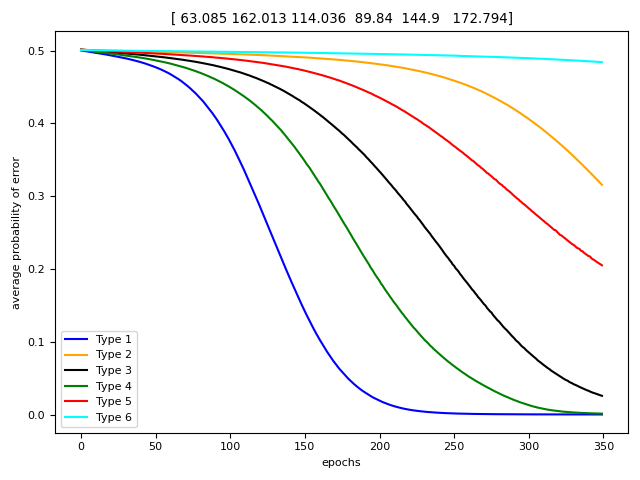 [ 63.085 162.013 114.036  89.84  144.9   172.794]
0.5
0.4
0.3
0.2
0.1
0.0
average probability of error
Type 1
Type 2
Type 3
Type 4
Type 5
Type 6
0 50 100 150 200 250 300 350
epochs